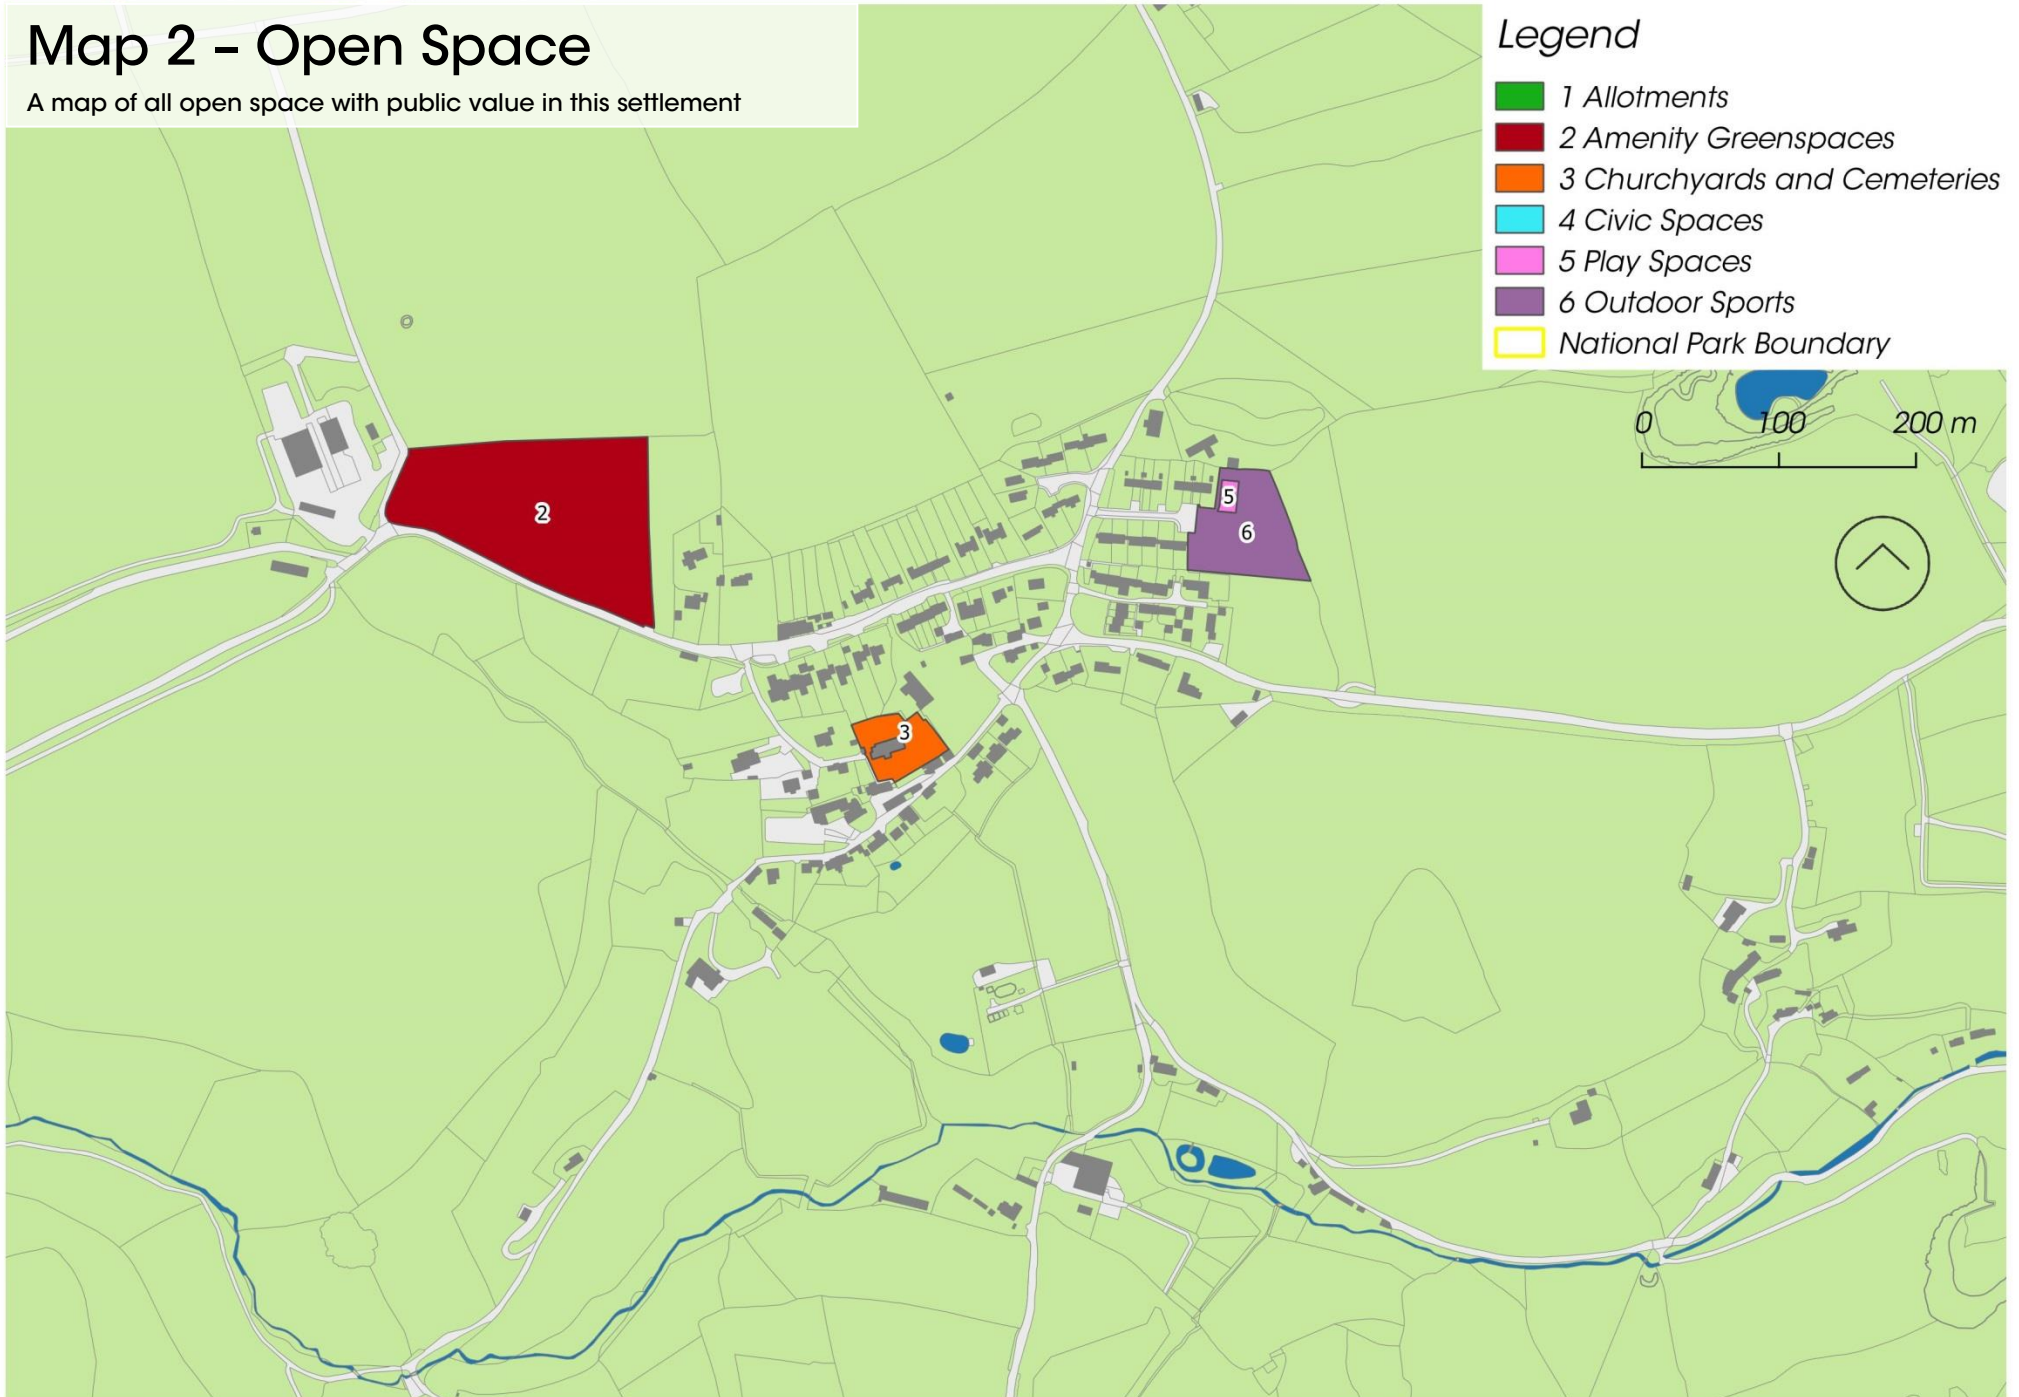 Map 2 – Open Space
A map of all open space with public value in this settlement
Legend
1 Allotments
2 Amenity Greenspaces
3 Churchyards and Cemeteries
4 Civic Spaces
5 Play Spaces
6 Outdoor Sports
National Park Boundary
0 100 200 m
2
5
6
3